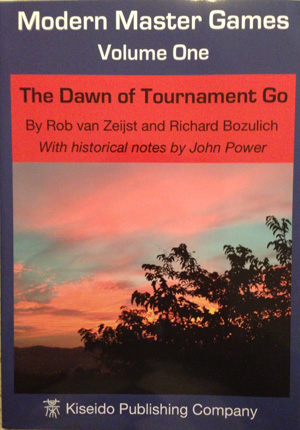 Modern Master Games
Volume One
The Dawn of Tournament Go
By Rob van Zeijst and Richard Bozulich
With historical notes by John Power
Kiseido Publishing Company